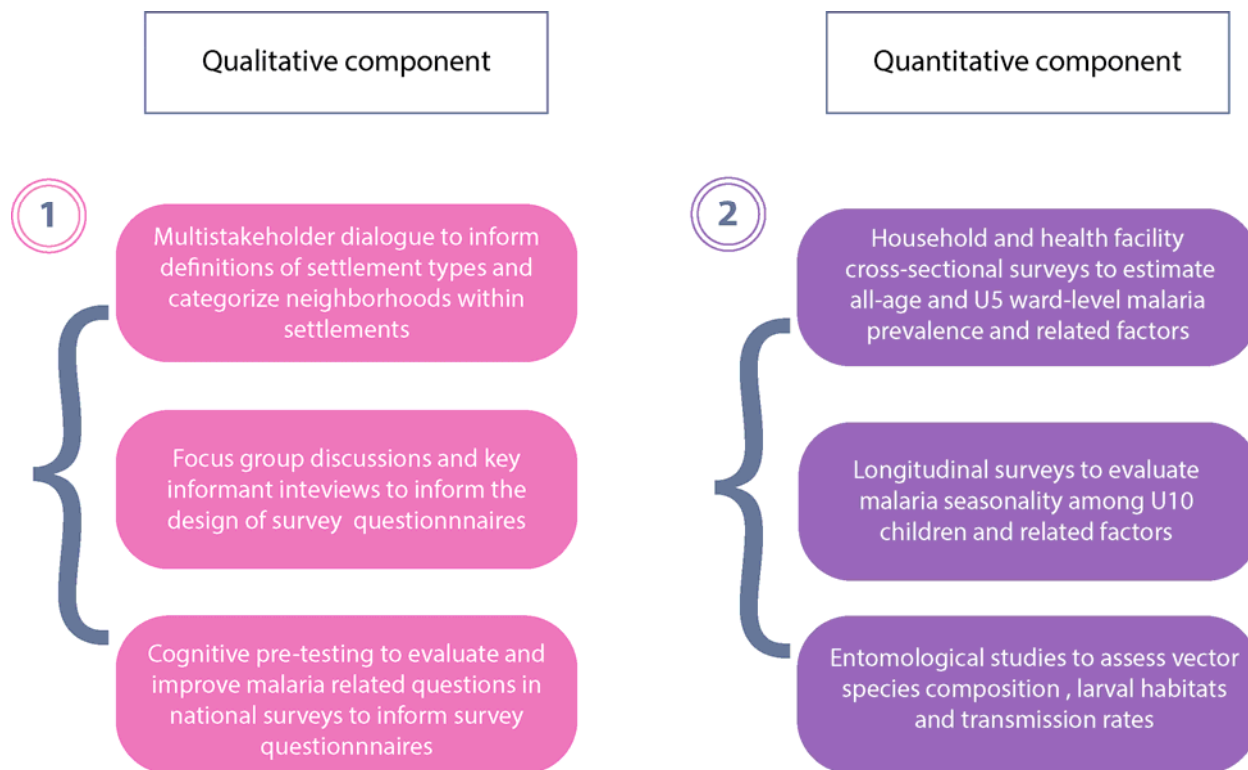 Qualitative component
1
Multistakeholder dialogue to inform
definitions of settlement types and
categorize neighborhoods within
settlements
Focus group discussions and key
informant inteviews to inform the
design of survey questionnnaires
Cognitive pre-testing to evaluate and
improve malaria related questions in
national surveys to inform survey
questionnnaires
Quantitative component
2
Household and health facility
cross-sectional surveys to estimate
all-age and U5 ward-level malaria
prevalence and related factors
Longitudinal surveys to evaluate
malaria seasonality among U10
children and related factors
Entomological studies to assess vector
species composition , larval habitats
and transmission rates